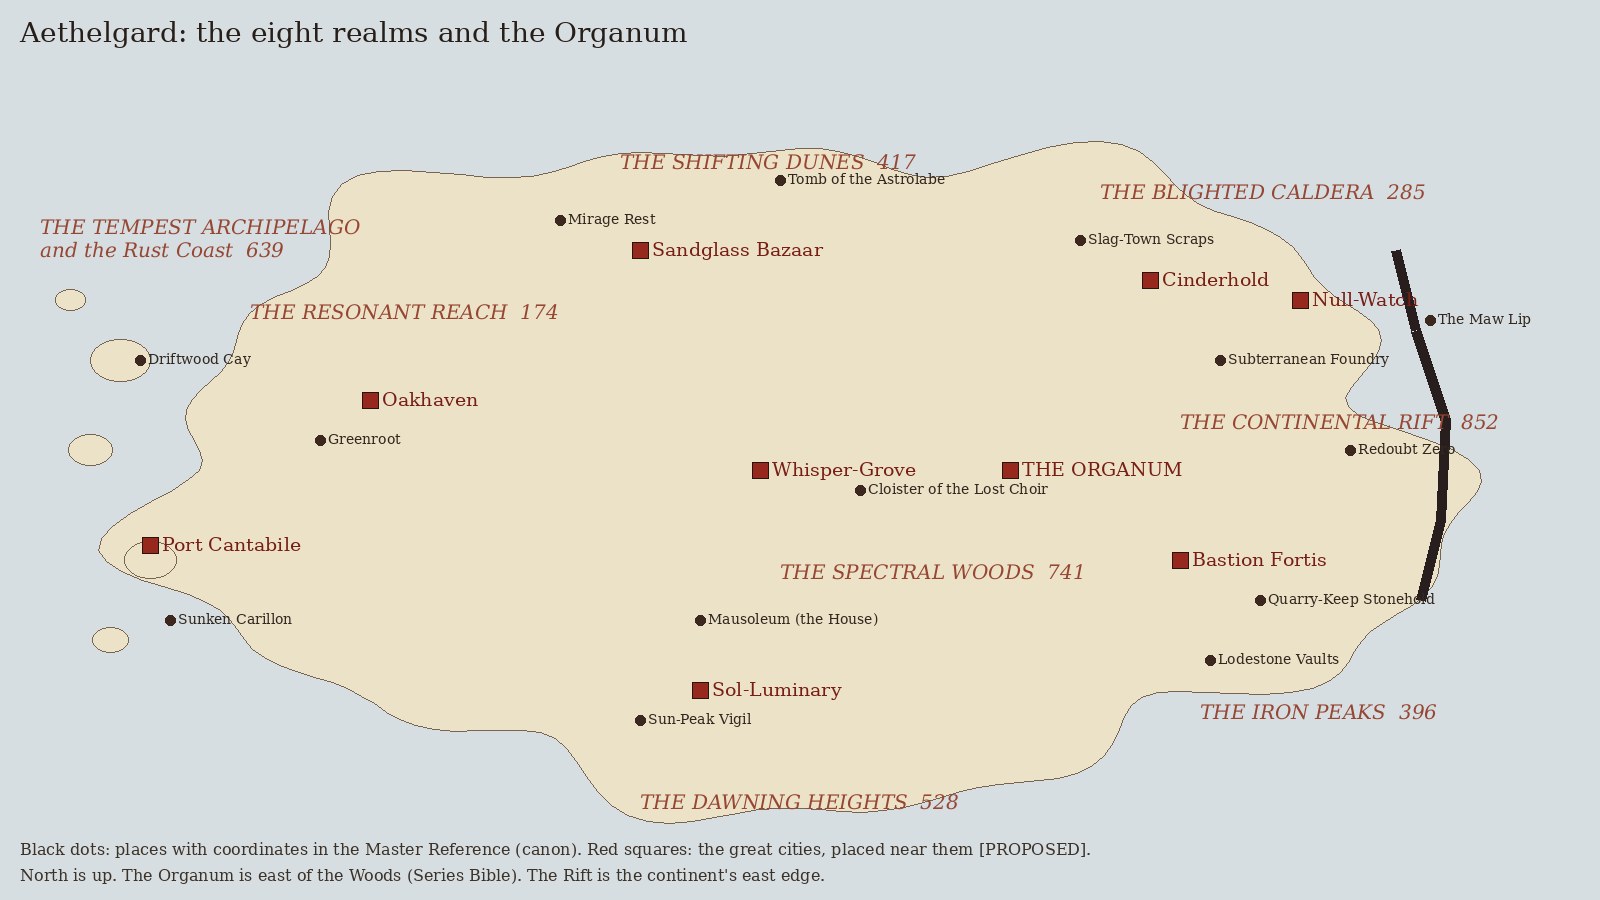 Aethelgard: the eight realms and the Organum
THE SHIFTING DUNES 417
Tomb of the Astrolabe
THE BLIGHTED CALDERA 285
Mirage Rest
THE TEMPEST ARCHIPELAGO
and the Rust Coast 639
Slag-Town Scraps
Sandglass Bazaar
Cinderhold
Null-Watch
THE RESONANT REACH 174
The Maw Lip
Driftwood Cay
Subterranean Foundry
Oakhaven
THE CONTINENTAL RIFT 852
Greenroot
Redoubt Zero
Whisper-Grove
THE ORGANUM
Cloister of the Lost Choir
Port Cantabile
Bastion Fortis
THE SPECTRAL WOODS 741
Quarry-Keep Stonehold
Sunken Carillon
Mausoleum (the House)
Lodestone Vaults
Sol-Luminary
THE IRON PEAKS 396
Sun-Peak Vigil
THE DAWNING HEIGHTS 528
Black dots: places with coordinates in the Master Reference (canon). Red squares: the great cities, placed near them [PROPOSED].
North is up. The Organum is east of the Woods (Series Bible). The Rift is the continent's east edge.